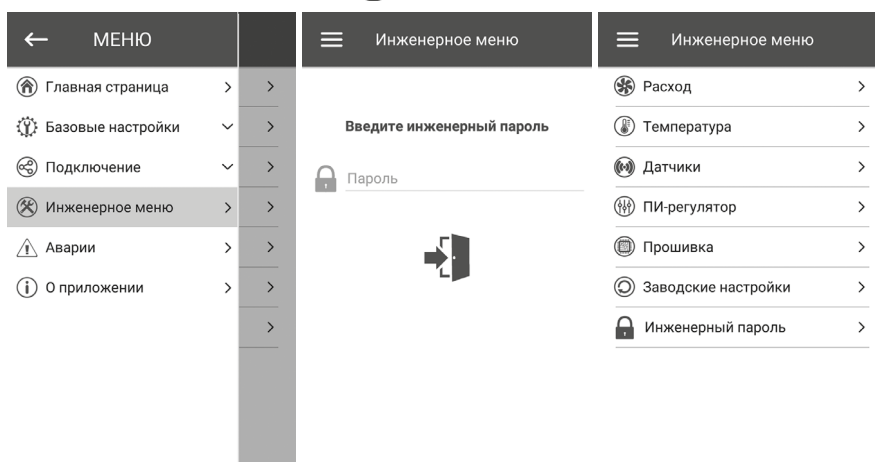 МЕНЮ
Главная страница
Базовые настройки
Подключение
Инженерное меню
Аварии
О приложении
Инженерное меню
Введите инженерный пароль
Пароль
Инженерное меню
Расход
Температура
Датчики
ПИ-регулятор
Прошивка
Заводские настройки
Инженерный пароль